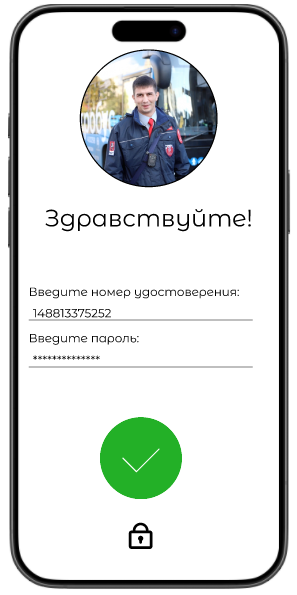 Здравствуйте!
Введите номер удостоверения:
148813375252
Введите пароль:
**************